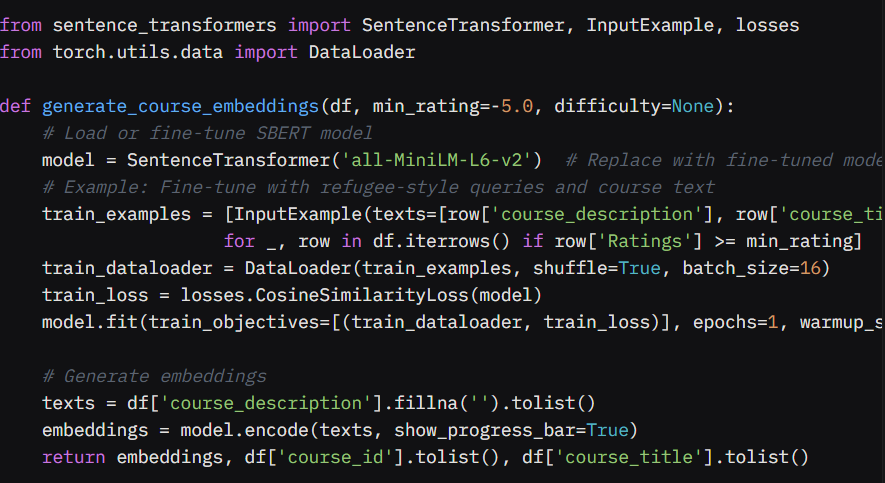 from sentence_transformers import SentenceTransformer, InputExample, losses
from torch.utils.data import DataLoader

def generate_course_embeddings(df, min_rating=-5.0, difficulty=None):
    # Load or fine-tune SBERT model
    model = SentenceTransformer('all-MiniLM-L6-v2')  # Replace with fine-tuned mode
    # Example: Fine-tune with refugee-style queries and course text
    train_examples = [InputExample(texts=[row['course_description'], row['course_ti
                      for _, row in df.iterrows() if row['Ratings'] >= min_rating]
    train_dataloader = DataLoader(train_examples, shuffle=True, batch_size=16)
    train_loss = losses.CosineSimilarityLoss(model)
    model.fit(train_objectives=[(train_dataloader, train_loss)], epochs=1, warmup_s

    # Generate embeddings
    texts = df['course_description'].fillna('').tolist()
    embeddings = model.encode(texts, show_progress_bar=True)
    return embeddings, df['course_id'].tolist(), df['course_title'].tolist()